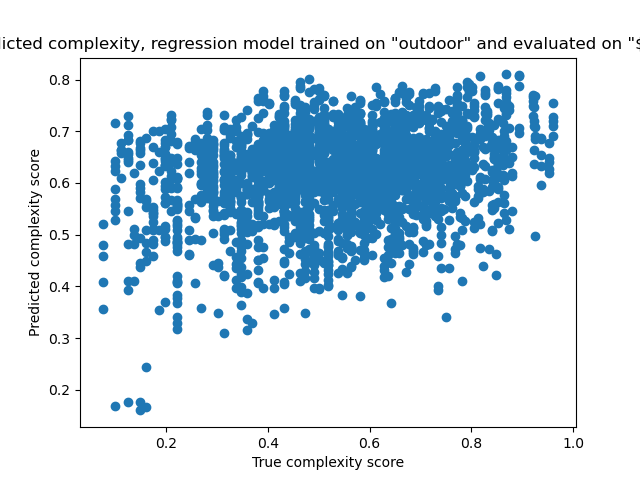 complexity, regression model trained on "outdoor" and evaluated on
0.8
0.7
0.6
0.5
0.4
0.3
0.2
Predicted complexity score
0.2 0.4 0.6 0.8 1.0
True complexity score